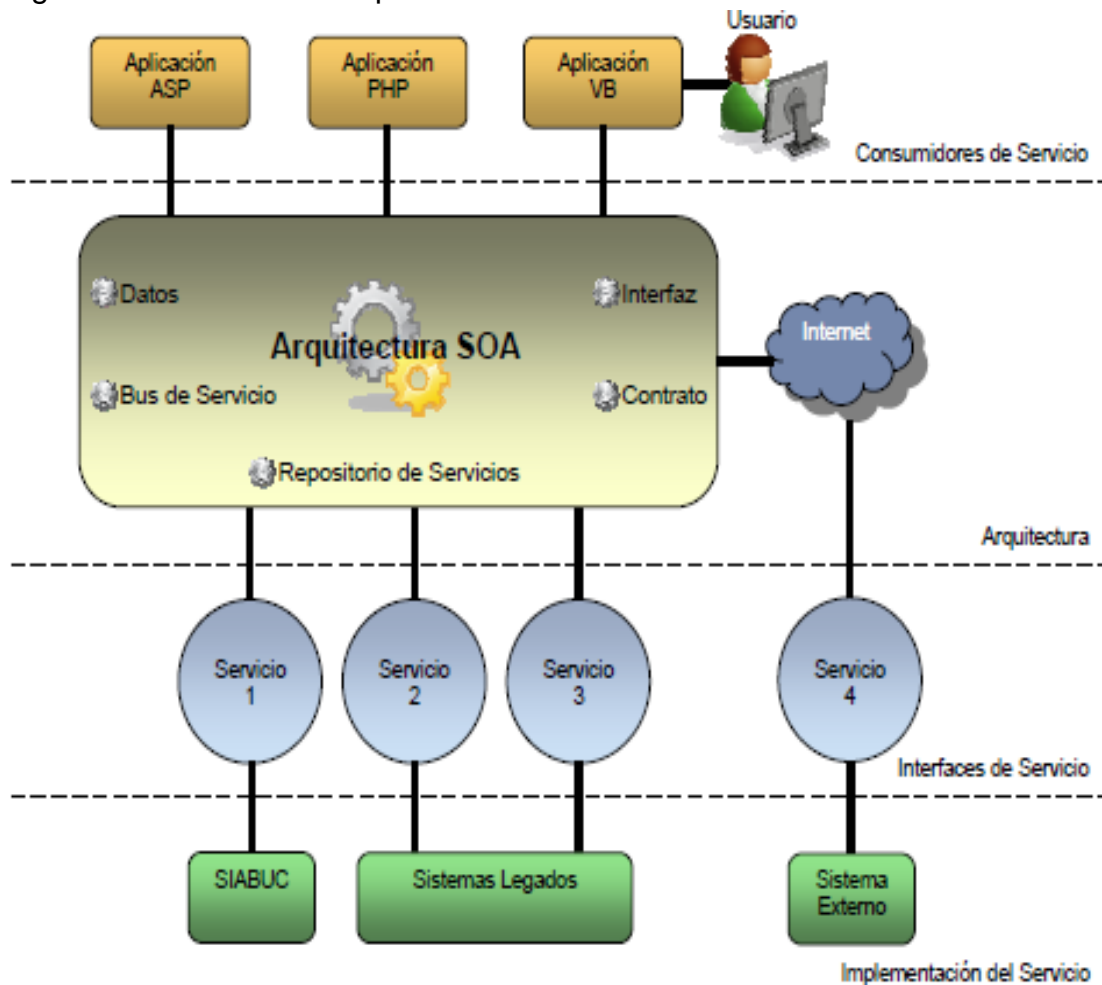 Usuario
Aplicación
ASP
Aplicación
PHP
Aplicación
VB
Consumidores de Servicio
Datos
Interfaz
Internet
Arquitectura SOA
Bus de Servicio
Contrato
Repositorio de Servicios
Arquitectura
Servicio
1
Servicio
2
Servicio
3
Servicio
4
Interfaces de Servicio
SIABUC
Sistemas Legados
Sistema
Externo
Implementación del Servicio